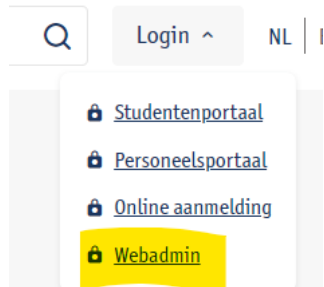 Login NL
Studentenportaal
Personeelsportaal
Online aanmelding
Webadmin